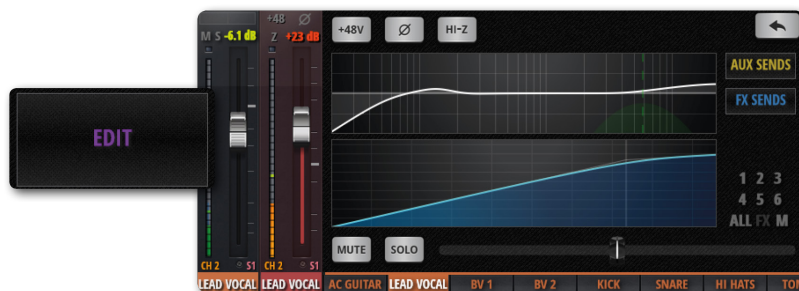 +48 Ø
M S -6.1 dB Z +23 dB
+48V Ø HI-Z
AUX SENDS
FX SENDS
EDIT
1 2 3
4 5 6
ALL FX M
MUTE SOLO
CH 2 S1 CH 2 S1
LEAD VOCAL LEAD VOCAL AC GUITAR LEAD VOCAL BV 1 BV 2 KICK SNARE HI HATS TO